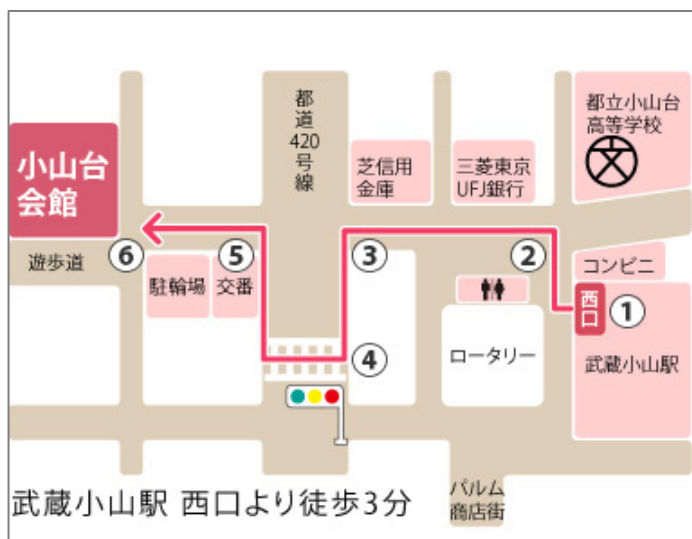 都立小山台
高等学校
文
都道
420
号線
小山台
会館
芝信用
金庫
三菱東京
UFJ銀行
遊歩道
⑥
⑤
③
②
コンビニ
駐輪場
交番
西口
①
④
ロータリー
武蔵小山駅
パルム
商店街
武蔵小山駅 西口より徒歩3分